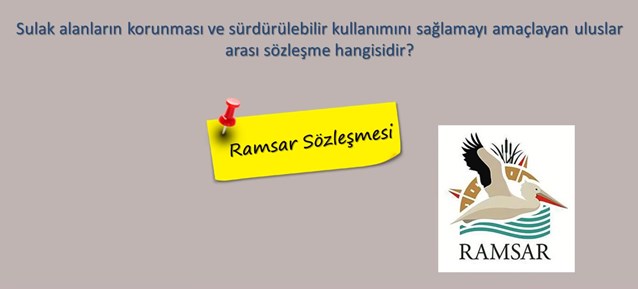 Sulak alanların korunması ve sürdürülebilir kullanımını sağlamayı amaçlayan uluslar
arası sözleşme hangisidir?
Ramsar Sözleşmesi
RAMSAR